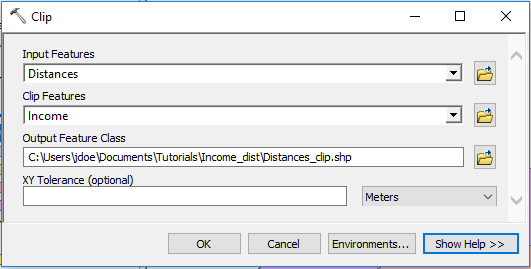 Clip
Input Features
Distances
Clip Features
Income
Output Feature Class
C:\Users\jdoe\Documents\Tutorials\Income_dist\Distances_clip.shp
XY Tolerance (optional)
Meters
OK Cancel Environments... Show Help >>